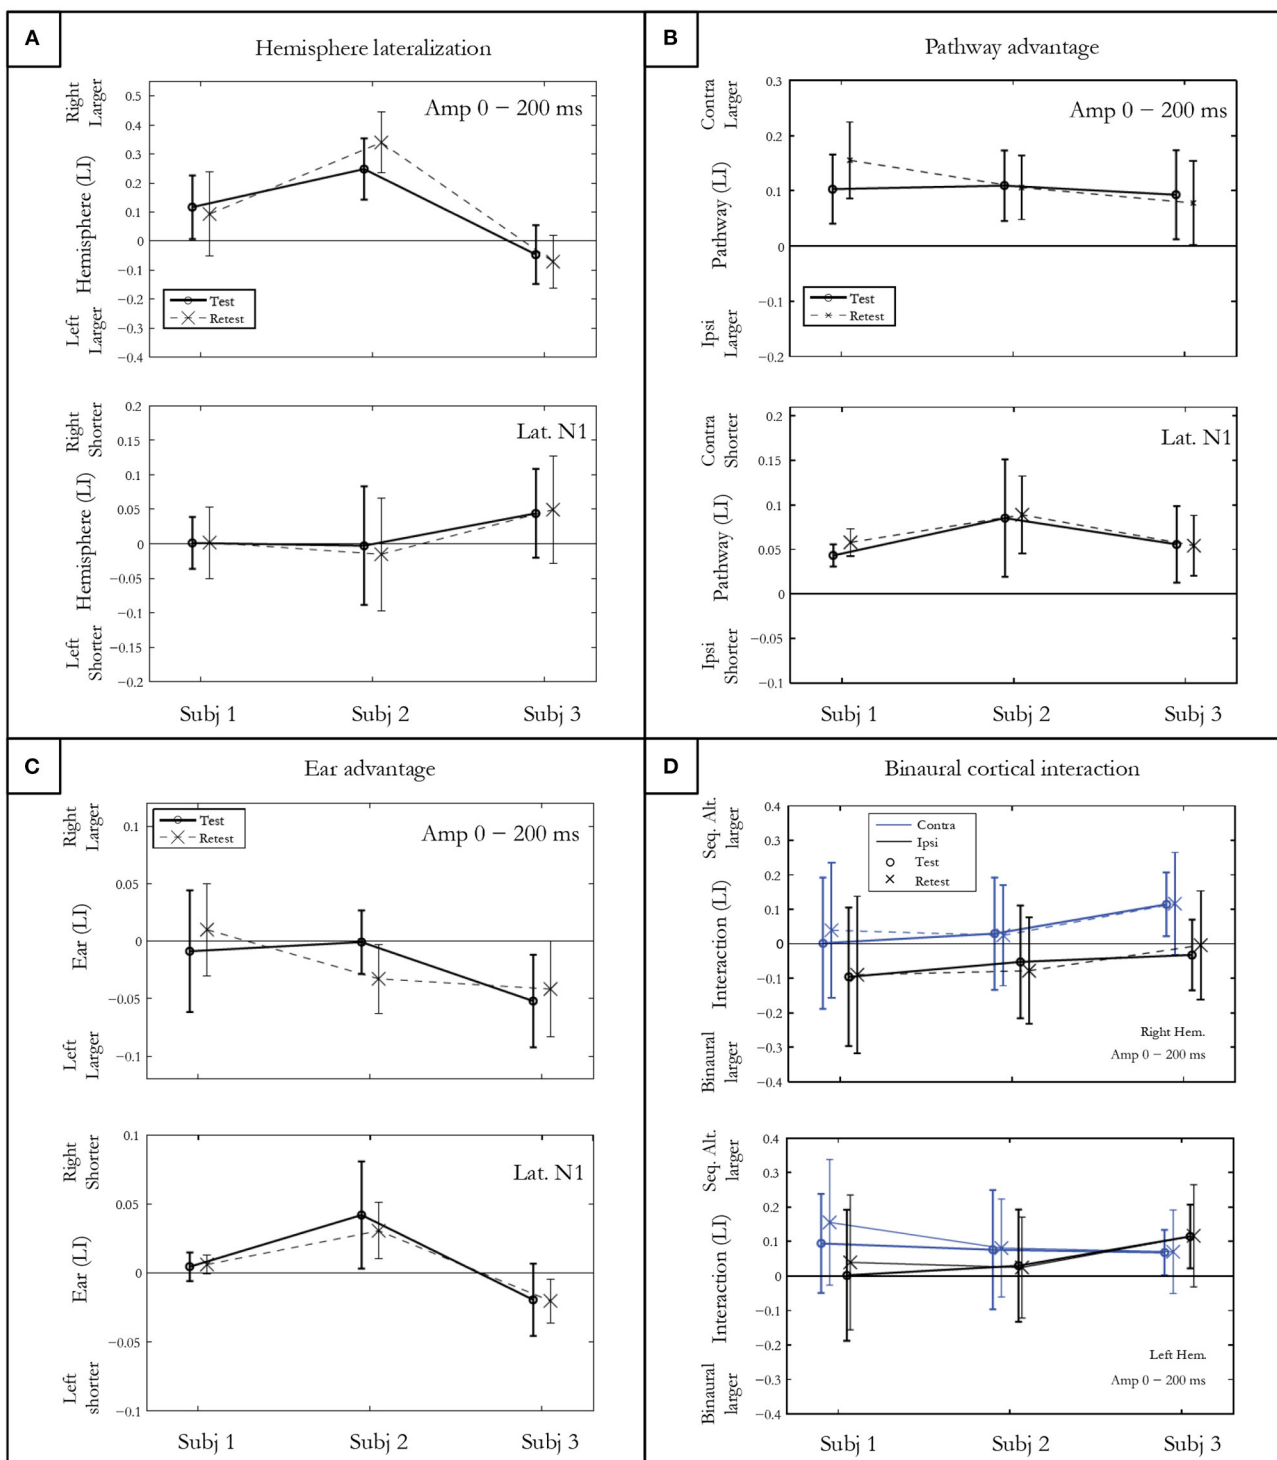 A
Hemisphere lateralization
Right
Larger
Hemisphere (LI)
Left
Larger
0.5
0.4
0.3
0.2
0.1
0
−0.1
−0.2
−0.3
−0.4
Amp 0 − 200 ms
Test
Retest
Right
Shorter
Hemisphere (LI)
Left
Shorter
0.2
0.15
0.1
0.05
0
−0.05
−0.1
−0.15
−0.2
Lat. N1
Subj 1
Subj 2
Subj 3
B
Pathway advantage
Contra
Larger
Pathway (LI)
Ipsi
Larger
0.3
0.2
0.1
0
−0.1
−0.2
Amp 0 − 200 ms
Test
Retest
Contra
Shorter
Pathway (LI)
Ipsi
Shorter
0.2
0.15
0.1
0.05
0
−0.05
−0.1
Lat. N1
Subj 1
Subj 2
Subj 3
C
Ear advantage
Right
Larger
Ear (LI)
Left
Larger
0.1
0.05
0
−0.05
−0.1
Test
Retest
Amp 0 − 200 ms
Right
Shorter
Ear (LI)
Left
shorter
0.1
0.05
0
−0.05
−0.1
Lat. N1
Subj 1
Subj 2
Subj 3
D
Binaural cortical interaction
Seq. Alt.
larger
Interaction (LI)
Binaural
larger
0.4
0.3
0.2
0.1
0
−0.1
−0.2
−0.3
−0.4
Contra
Ipsi
Test
Retest
Right Hem.
Amp 0 − 200 ms
Seq. Alt.
larger
Interaction (LI)
Binaural
larger
0.4
0.3
0.2
0.1
0
−0.1
−0.2
−0.3
−0.4
Left Hem.
Amp 0 − 200 ms
Subj 1
Subj 2
Subj 3